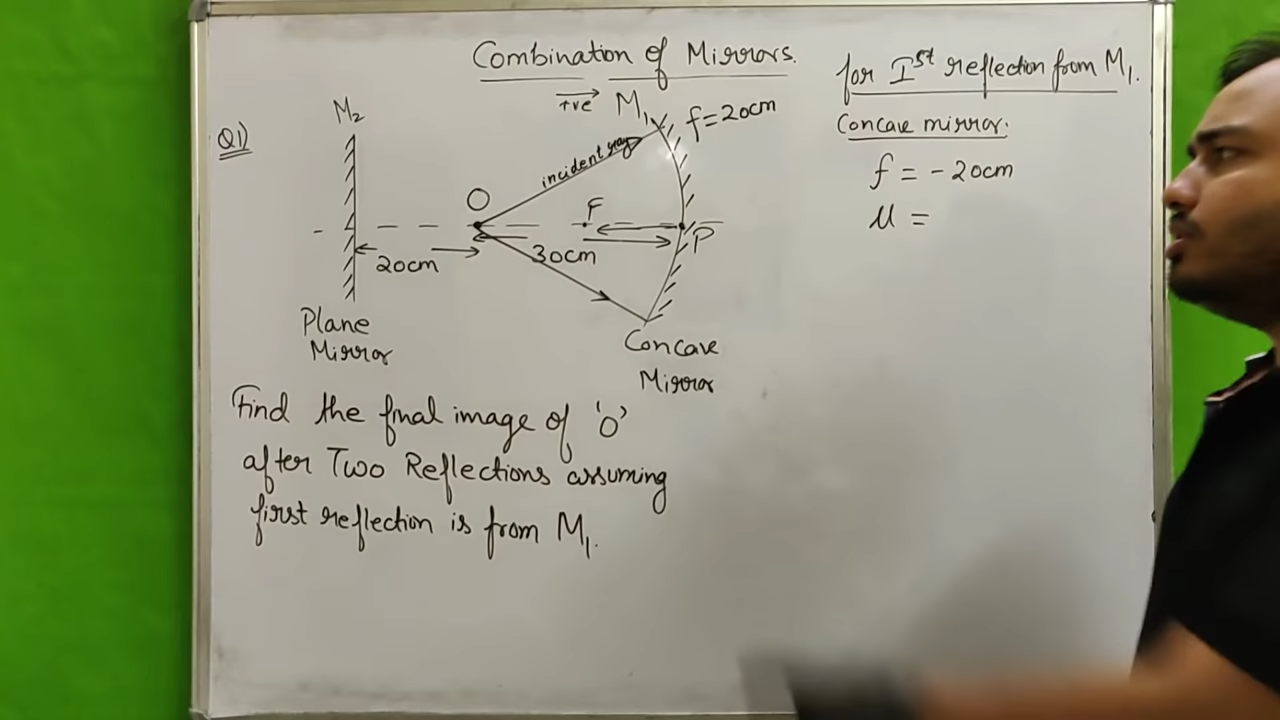 Combination of Mirrors.
+ve
Q1)
M2
M1
f=20cm
incident ray
O
F
P
20cm
30cm
Plane
Mirror
Concave
Mirror
Find the final image of 'O'
after Two Reflections assuming
first reflection is from M1.
for Ist reflection from M1.
Concave mirror.
f = -20cm
u =